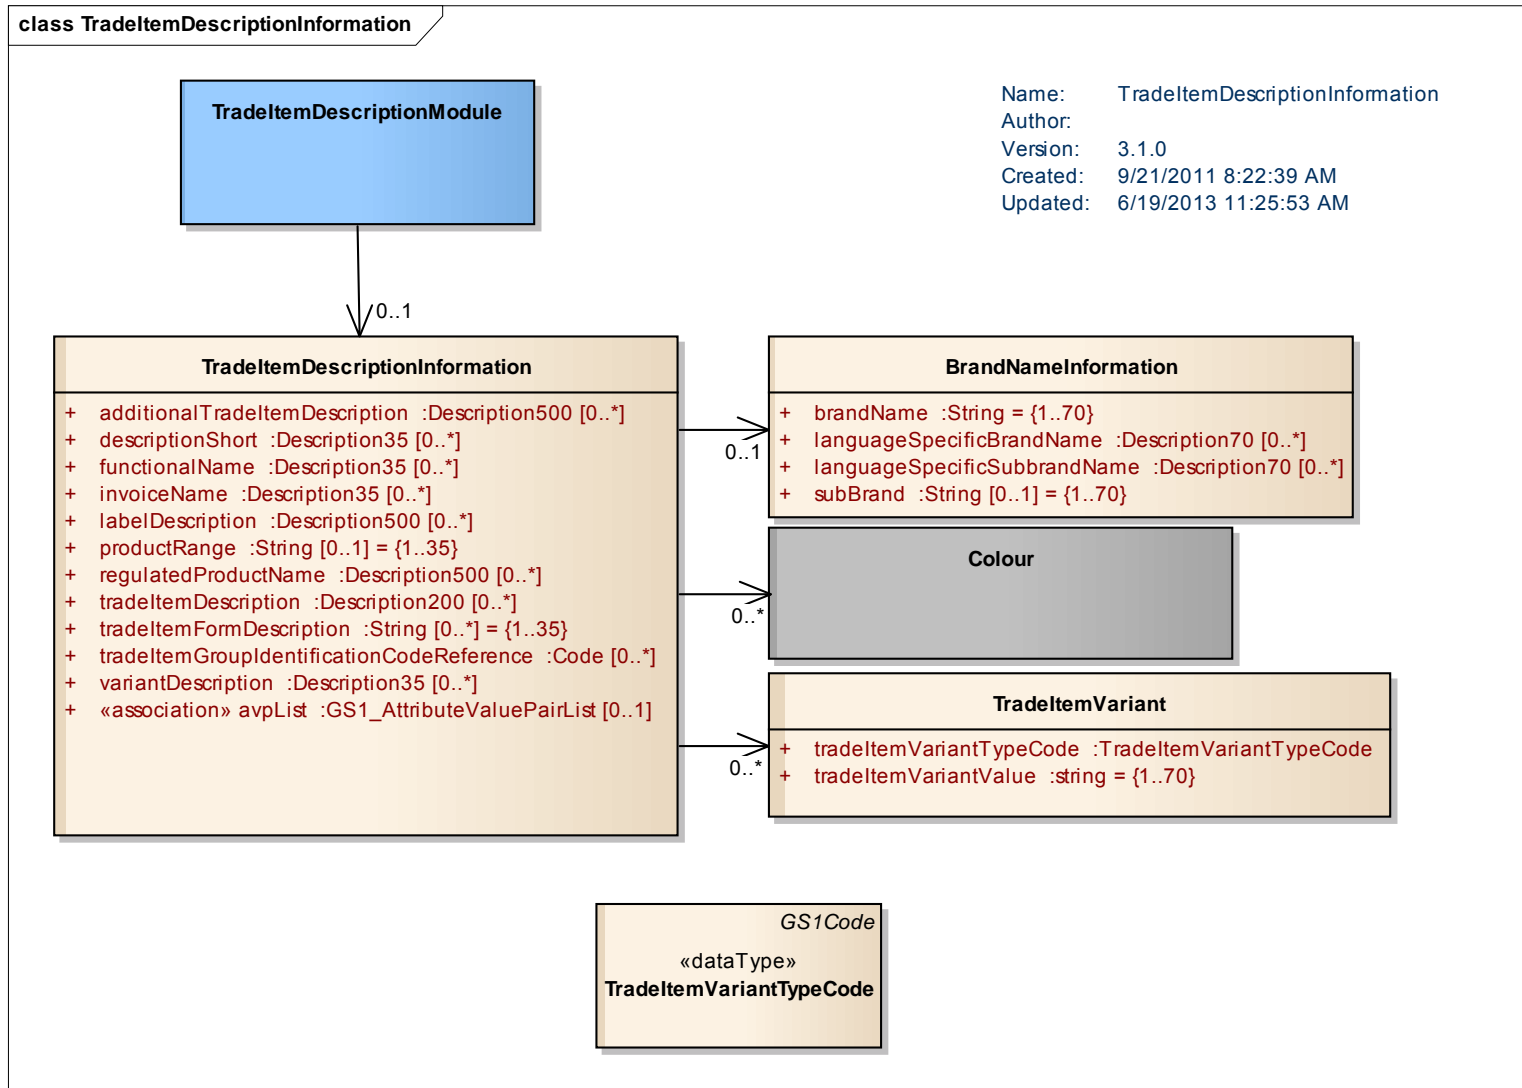 class TradeItemDescriptionInformation
TradeItemDescriptionModule
Name: TradeItemDescriptionInformation
Author:
Version: 3.1.0
Created: 9/21/2011 8:22:39 AM
Updated: 6/19/2013 11:25:53 AM
0..1
TradeItemDescriptionInformation
+ additionalTradeItemDescription :Description500 [0..*]
+ descriptionShort :Description35 [0..*]
+ functionalName :Description35 [0..*]
+ invoiceName :Description35 [0..*]
+ labelDescription :Description500 [0..*]
+ productRange :String [0..1] = {1..35}
+ regulatedProductName :Description500 [0..*]
+ tradeItemDescription :Description200 [0..*]
+ tradeItemFormDescription :String [0..*] = {1..35}
+ tradeItemGroupIdentificationCodeReference :Code [0..*]
+ variantDescription :Description35 [0..*]
+ «association» avpList :GS1_AttributeValuePairList [0..1]
0..1
BrandNameInformation
+ brandName :String = {1..70}
+ languageSpecificBrandName :Description70 [0..*]
+ languageSpecificSubbrandName :Description70 [0..*]
+ subBrand :String [0..1] = {1..70}
0..*
Colour
0..*
TradeItemVariant
+ tradeItemVariantTypeCode :TradeItemVariantTypeCode
+ tradeItemVariantValue :string = {1..70}
GS1Code
«dataType»
TradeItemVariantTypeCode